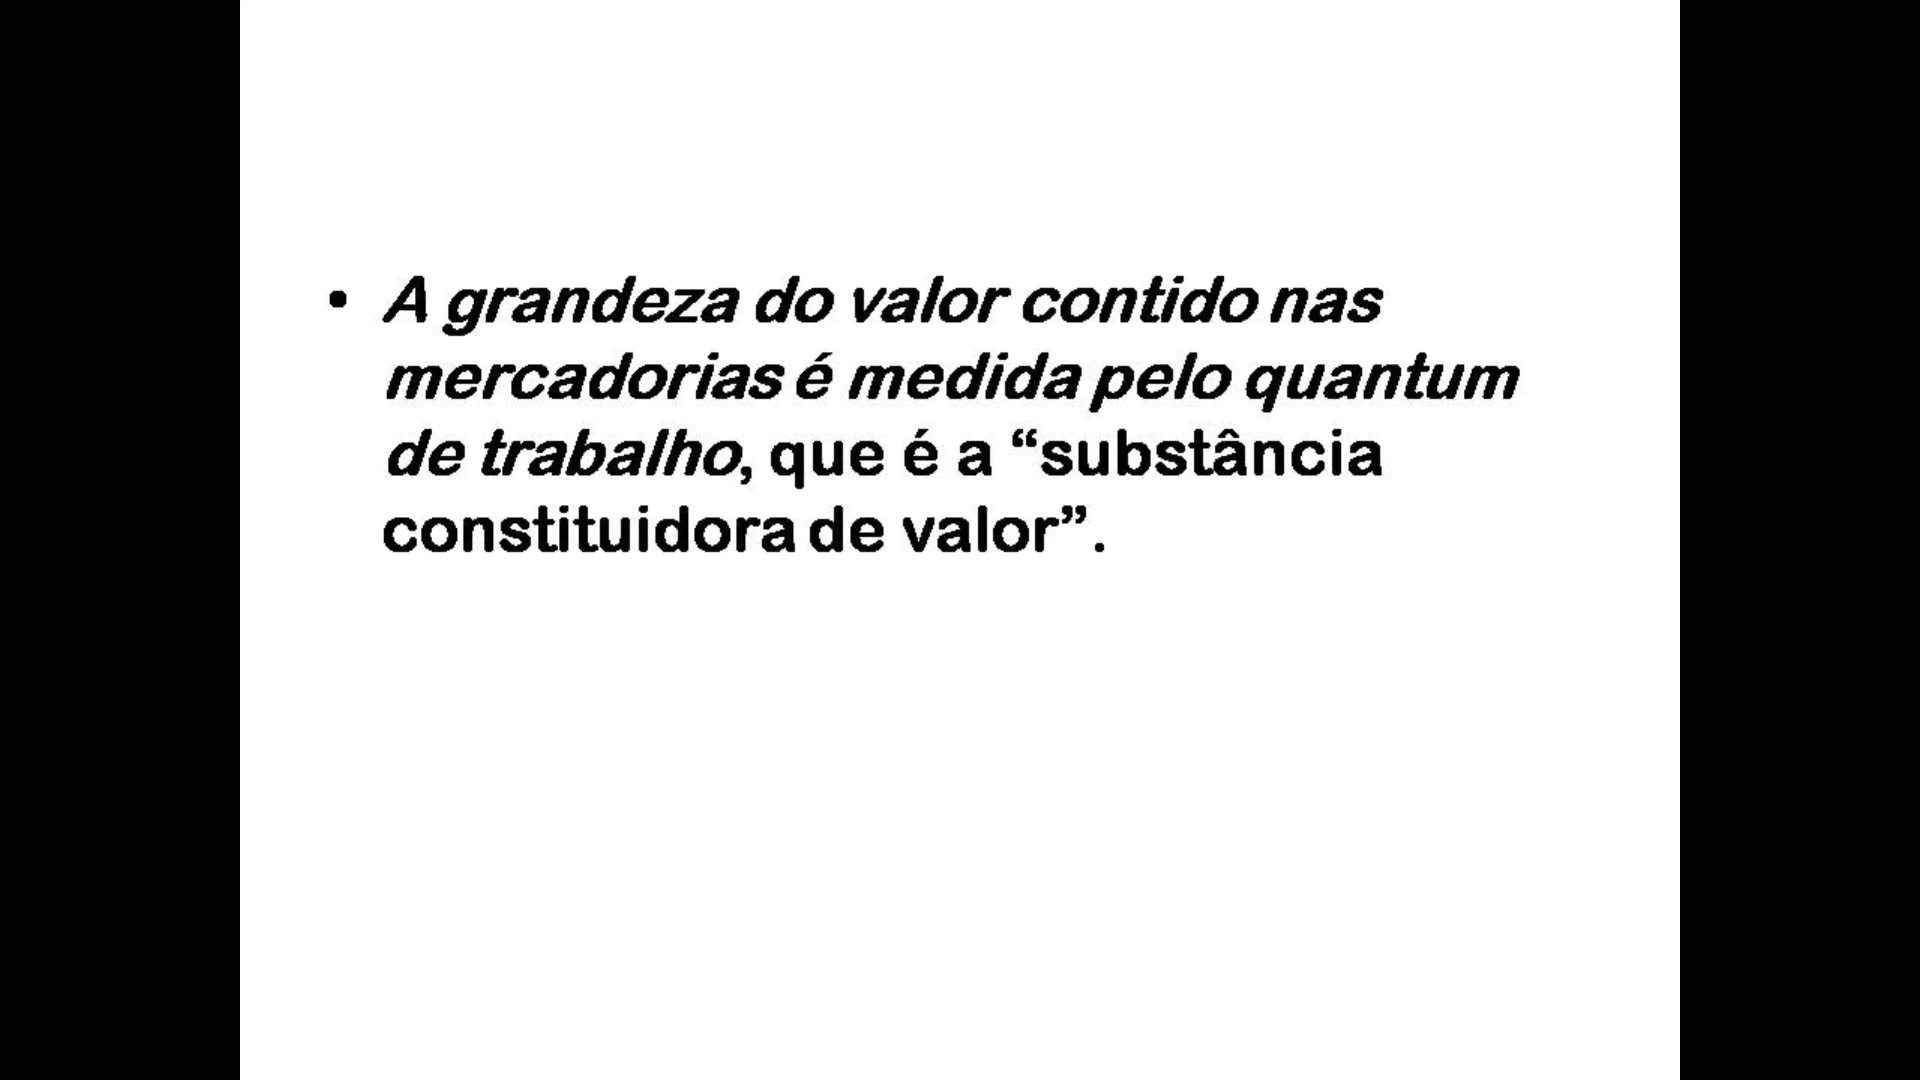 • A grandeza do valor contido nas
mercadorias é medida pelo quantum
de trabalho, que é a “substância
constituidora de valor”.